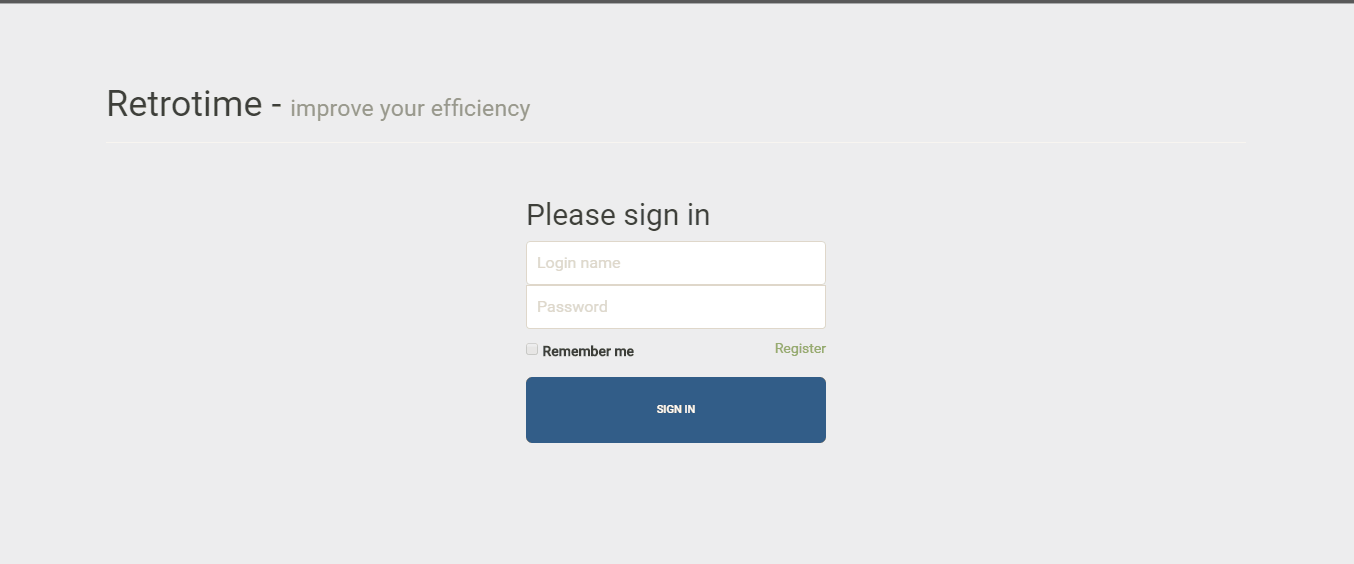 Retrotime - improve your efficiency
Please sign in
Login name
Password
Remember me
Register
SIGN IN